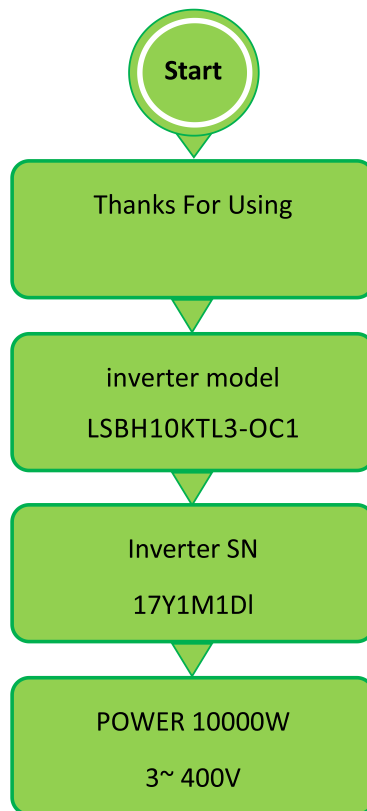 Start
Thanks For Using
inverter model
LSBH10KTL3-OC1
Inverter SN
17Y1M1Dl
POWER 10000W
3~ 400V